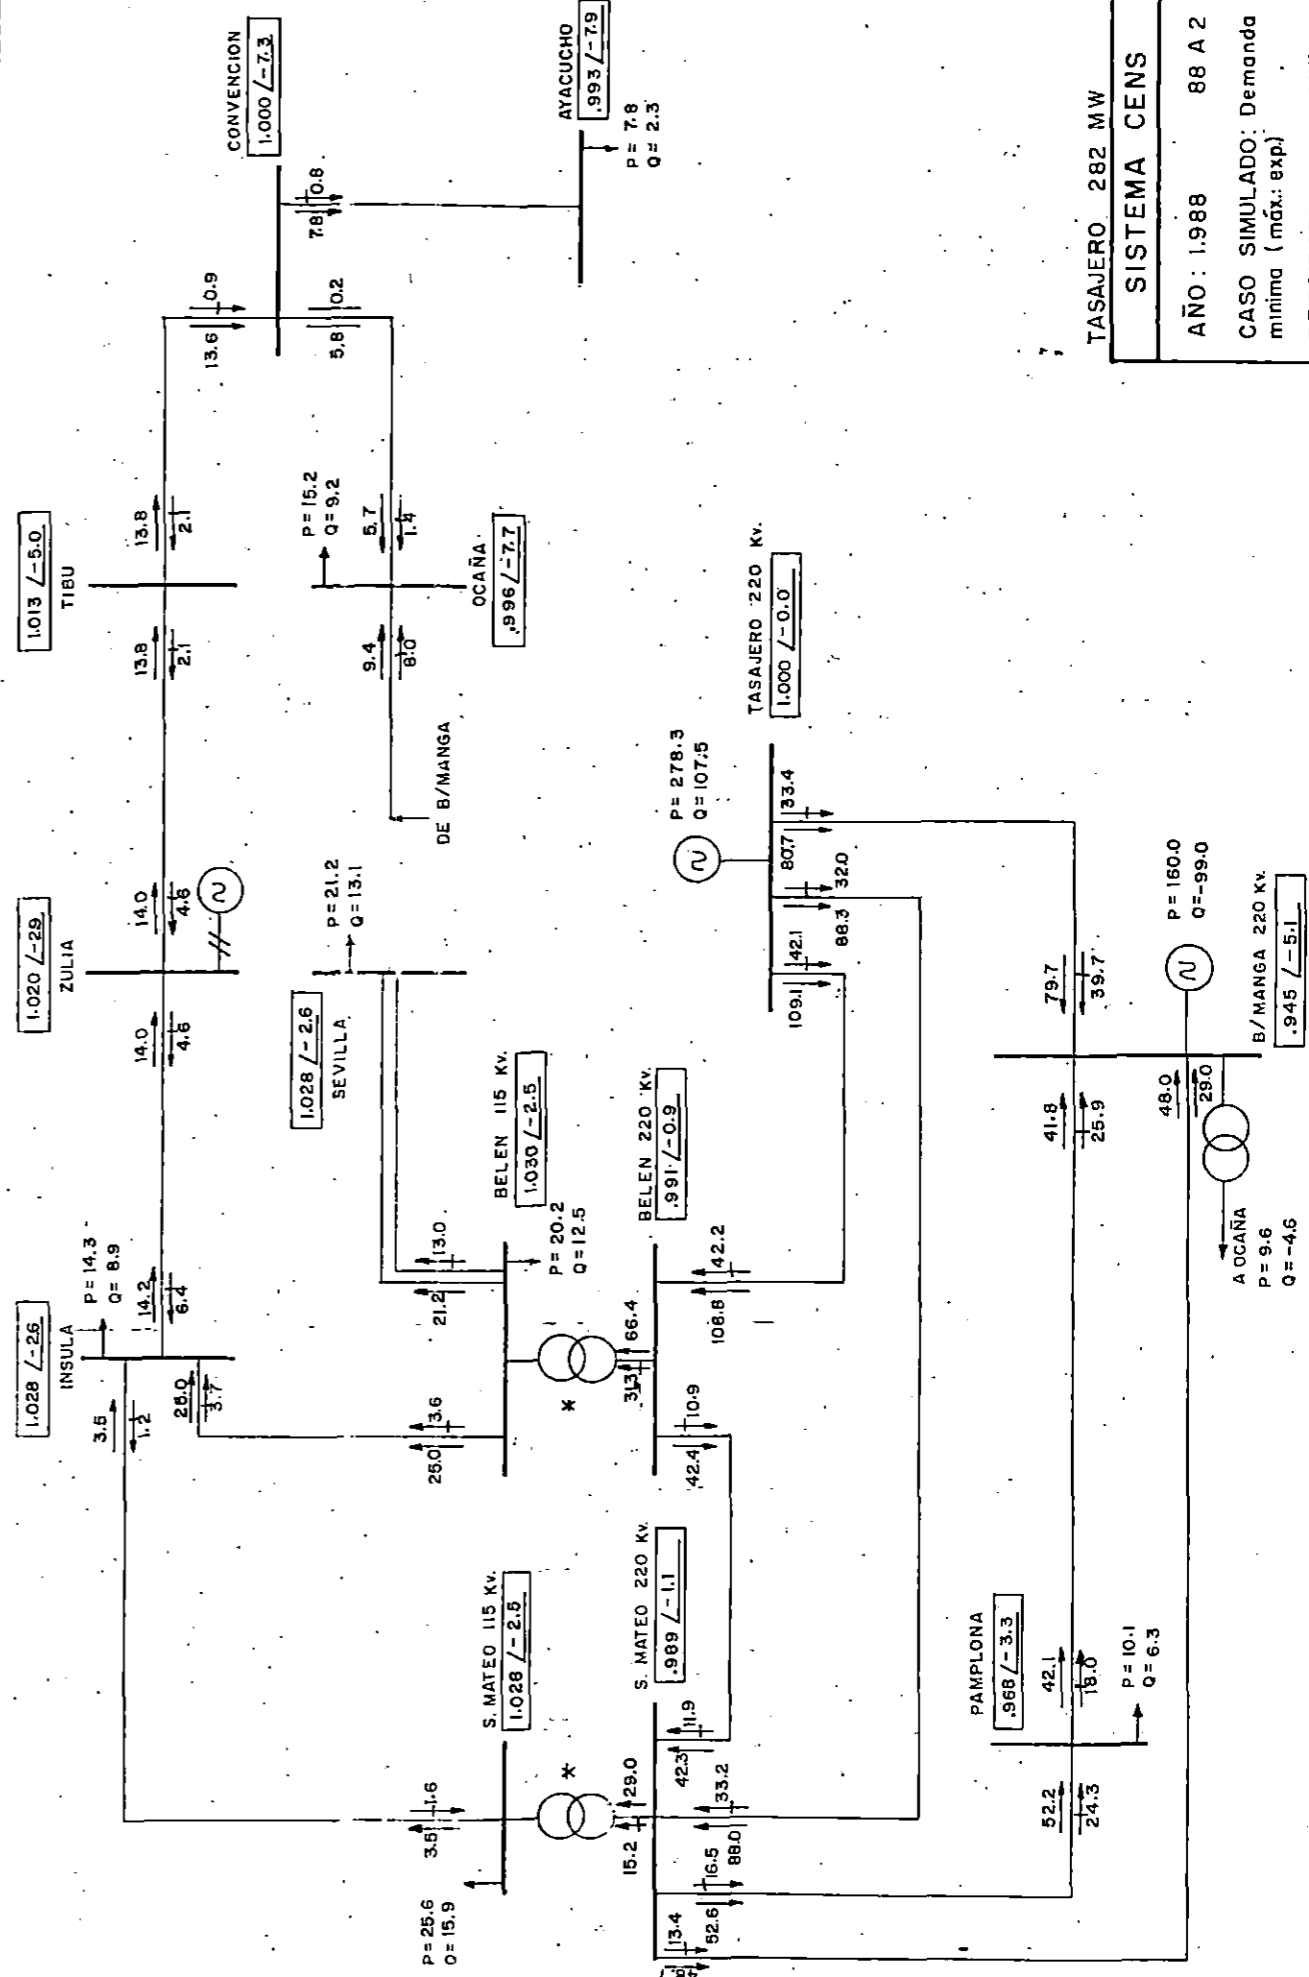 CONVENCION
1.000 /-7.3
0.8
7.8
AYACUCHO
.993 /-7.9
P= 7.8
Q= 2.3
0.9
13.6
0.2
5.8
1.013 /-5.0
TIBU
13.8
2.1
13.8
2.1
P=15.2
Q=9.2
5.7
1.4
OCAÑA
.996 /-7.7
9.4
8.0
DE B/MANGA
1.020 /-2.9
ZULIA
14.0
4.6
14.0
4.6
P=21.2
Q=13.1
1.028 /-2.6
SEVILLA
1.028 /-2.6
INSULA
P=14.3
Q=8.9
14.2
6.4
3.5
1.2
25.0
3.7
BELEN 115 Kv.
1.030 /-2.5
P=20.2
Q=12.5
13.0
21.2
3.6
25.0
*
66.4
31.3
BELEN 220 Kv.
.991 /-0.9
42.2
108.8
10.9
42.4
TASAJERO 220 Kv.
1.000 /-0.0
P= 278.3
Q=107.5
33.4
80.7
32.0
88.3
42.1
109.1
S. MATEO 115 Kv.
1.028 /-2.5
1.6
3.5
P=25.6
Q=15.9
*
29.0
15.2
S. MATEO 220 Kv.
.989 /-1.1
11.9
42.3
33.2
88.0
16.5
52.6
13.4
PAMPLONA
.968 /-3.3
52.2
24.3
42.1
18.0
P=10.1
Q=6.3
41.8
25.9
79.7
39.7
48.0
29.0
P=160.0
Q=-99.0
B/MANGA 220 Kv.
.945 /-5.1
A OCAÑA
P= 9.6
Q=-4.6
TASAJERO 282 MW
SISTEMA CENS
AÑO: 1.988 88 A 2
CASO SIMULADO: Demanda
minima (máx.: exp.)